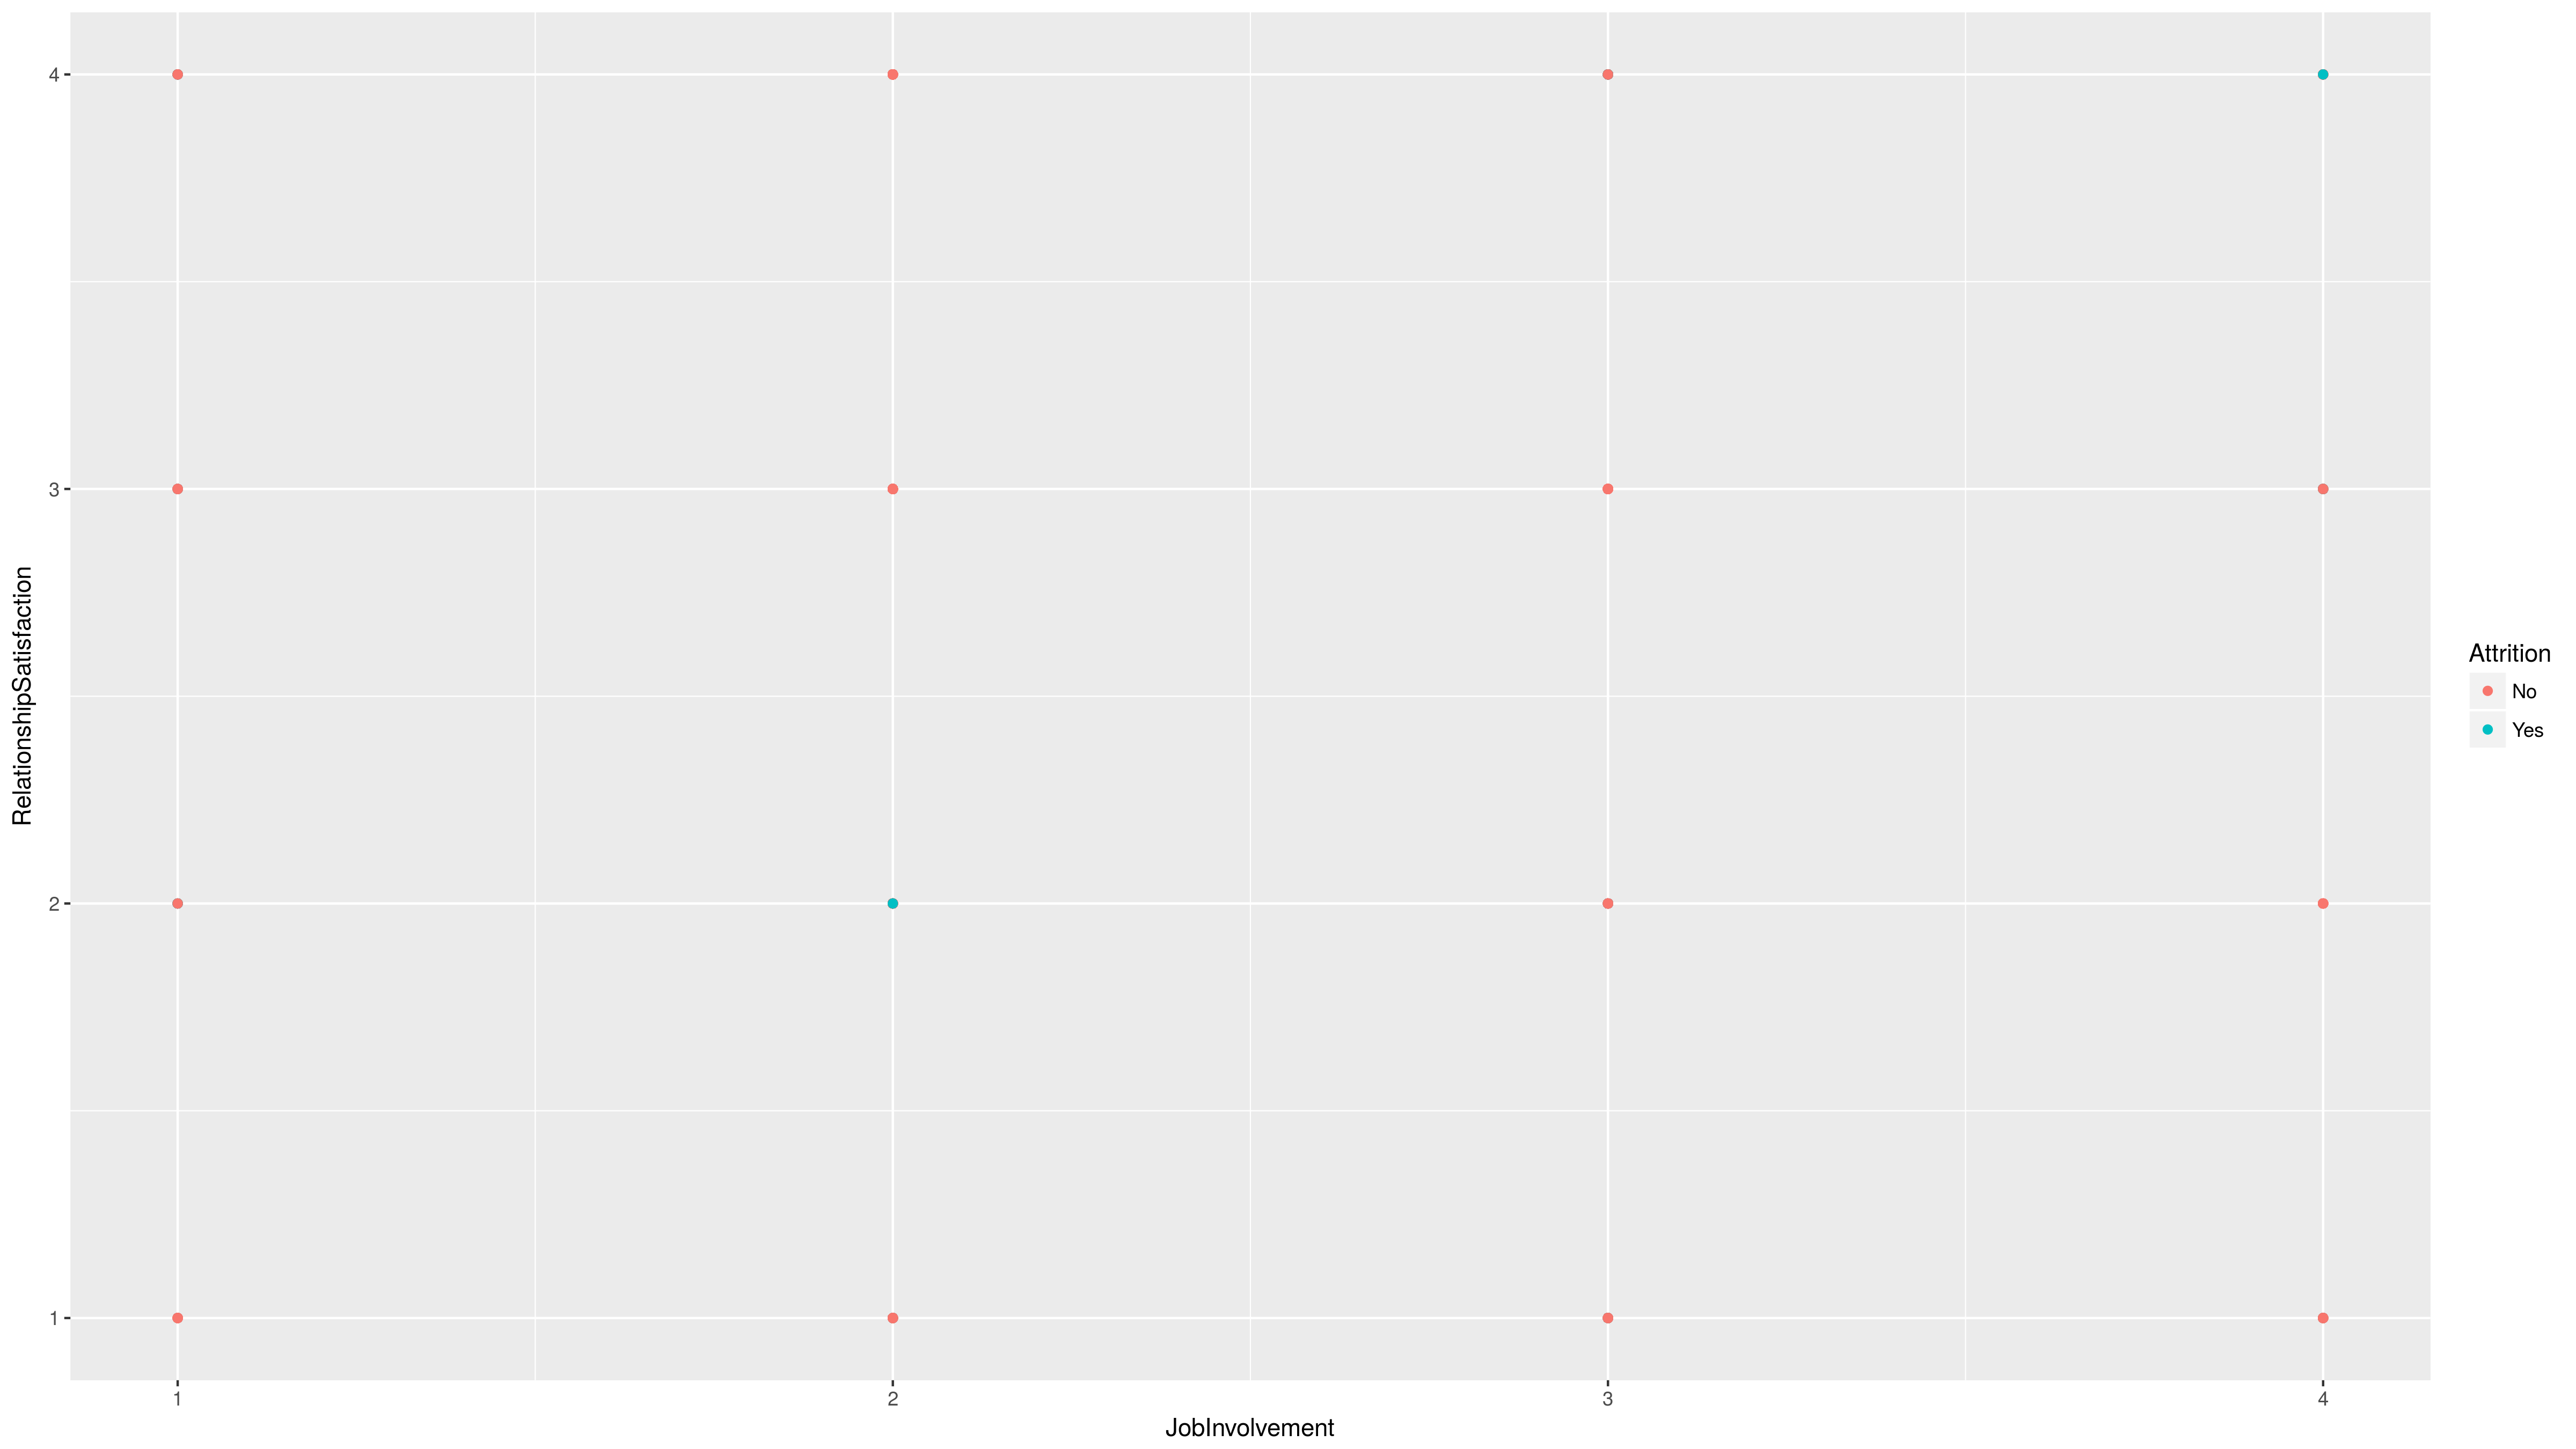 4
3
2
1
RelationshipSatisfaction
1 2 3 4
JobInvolvement
Attrition
No
Yes